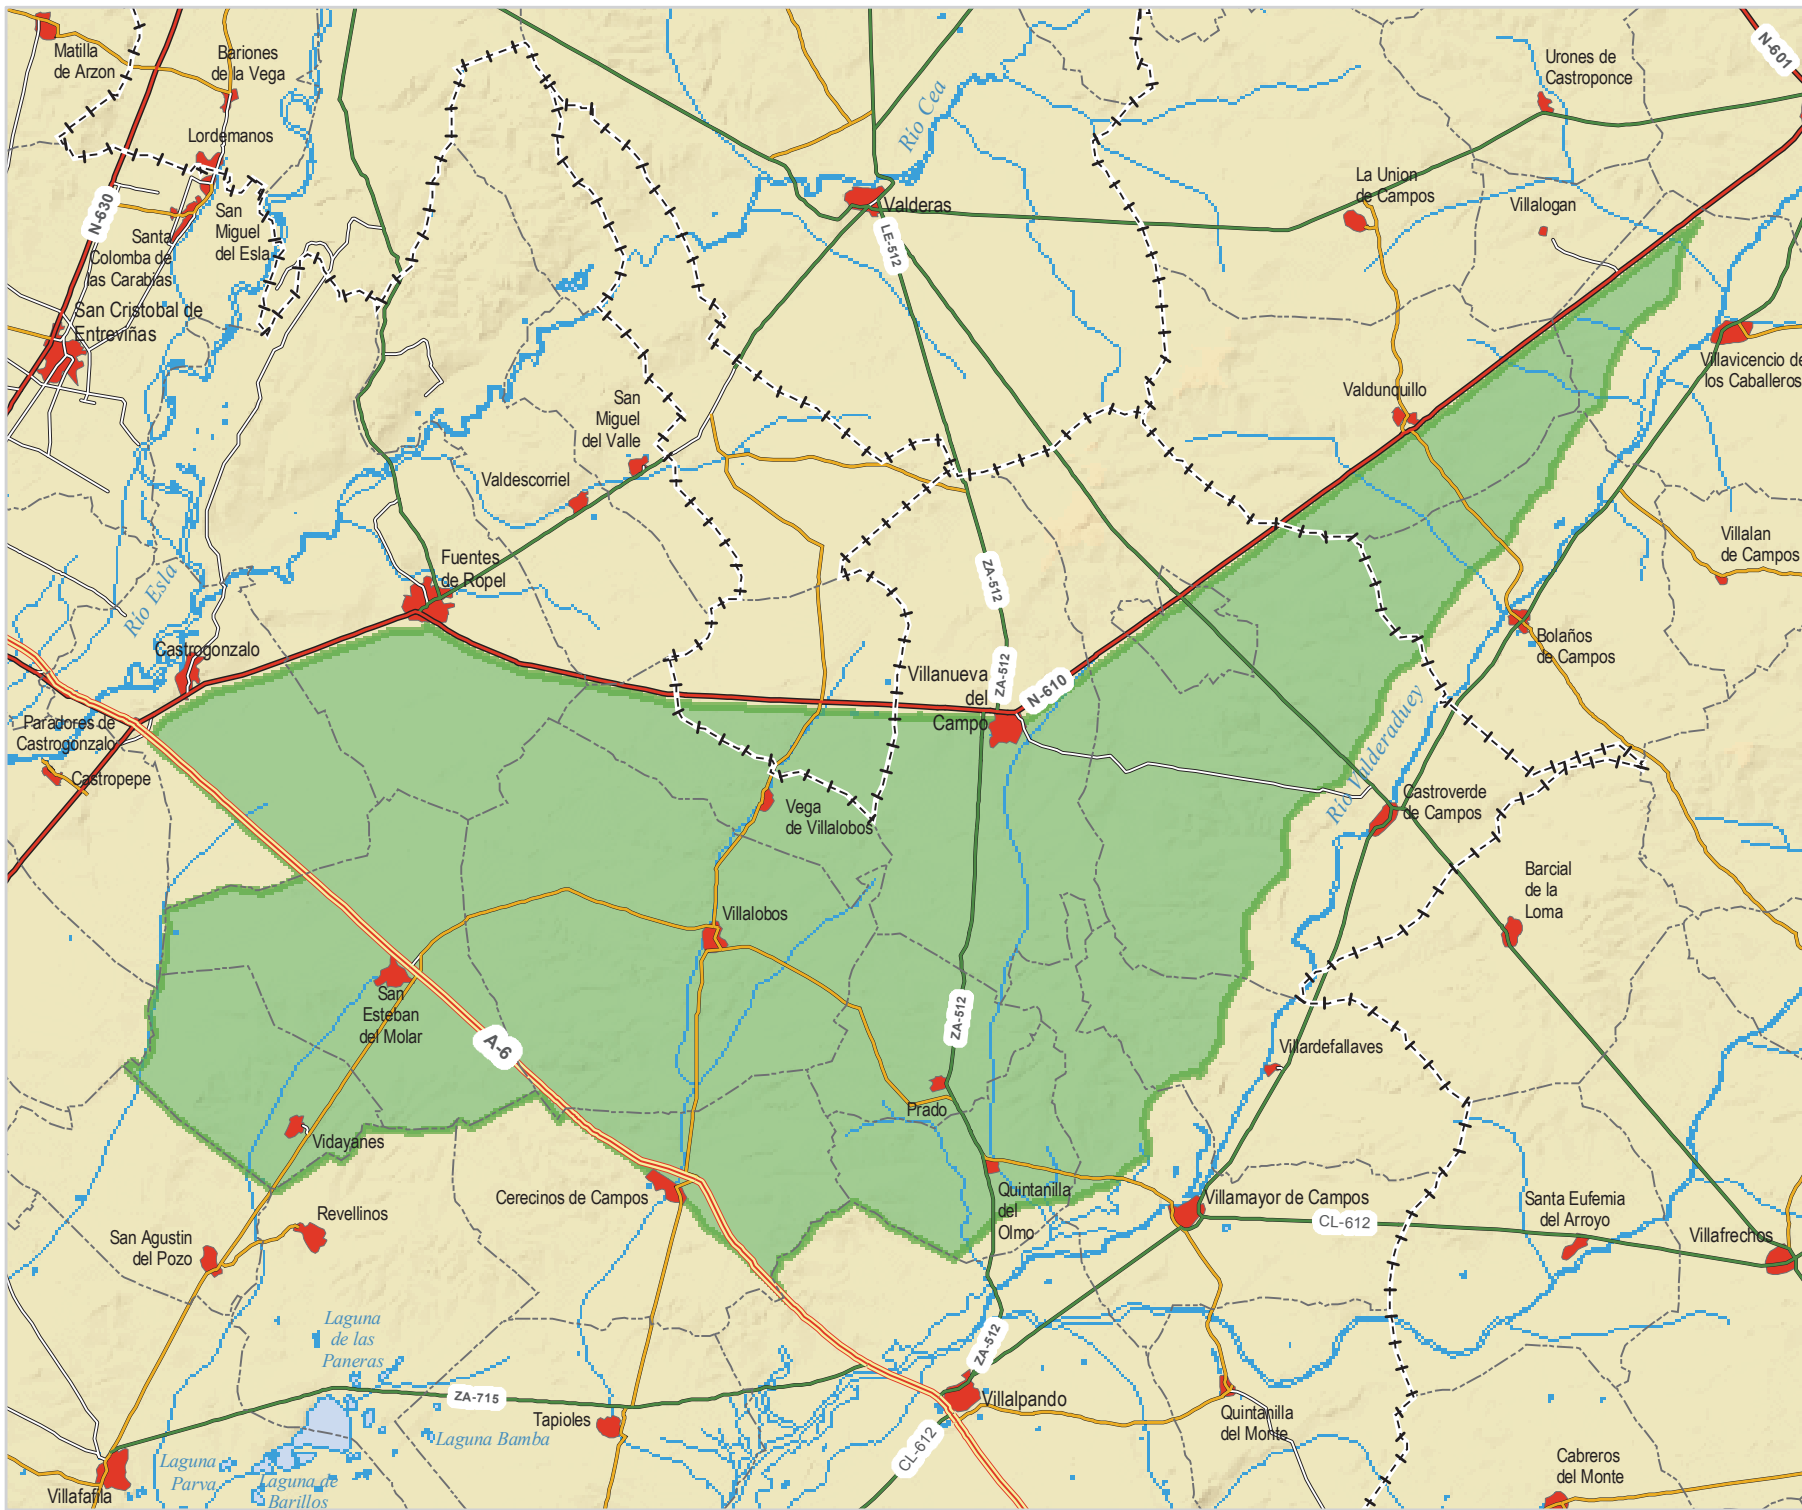 Matilla
de Arzon
Bariones
de la Vega
Lordemanos
N-630
San
Miguel
del Esla
Santa
Colomba de
las Carabias
San Cristobal de
Entreviñas
Río Cea
Valderas
LE-512
Urones de
Castroponce
N-601
La Union
de Campos
Villalogan
Villavicencio de
los Caballeros
Valdunquillo
San
Miguel
del Valle
Valdescorriel
Fuentes
de Ropel
Río Esla
Castrogonzalo
Paradores de
Castrogonzalo
Castropepe
ZA-512
ZA-512
Villanueva
del
Campo
N-610
Villalan
de Campos
Bolaños
de Campos
Río Valderaduey
Castroverde
de Campos
Vega
de Villalobos
Barcial
de la
Loma
Villalobos
San
Esteban
del Molar
A-6
ZA-512
Villardefallaves
Prado
Vidayanes
Cerecinos de Campos
Quintanilla
del
Olmo
Villamayor de Campos
CL-612
Santa Eufemia
del Arroyo
Villafrechos
Revellinos
San Agustin
del Pozo
Laguna
de las
Paneras
ZA-715
ZA-512
Tapioles
Laguna Bamba
Villalpando
CL-612
Quintanilla
del Monte
Laguna
Parva
Laguna de
Barillos
Villafafila
Cabreros
del Monte